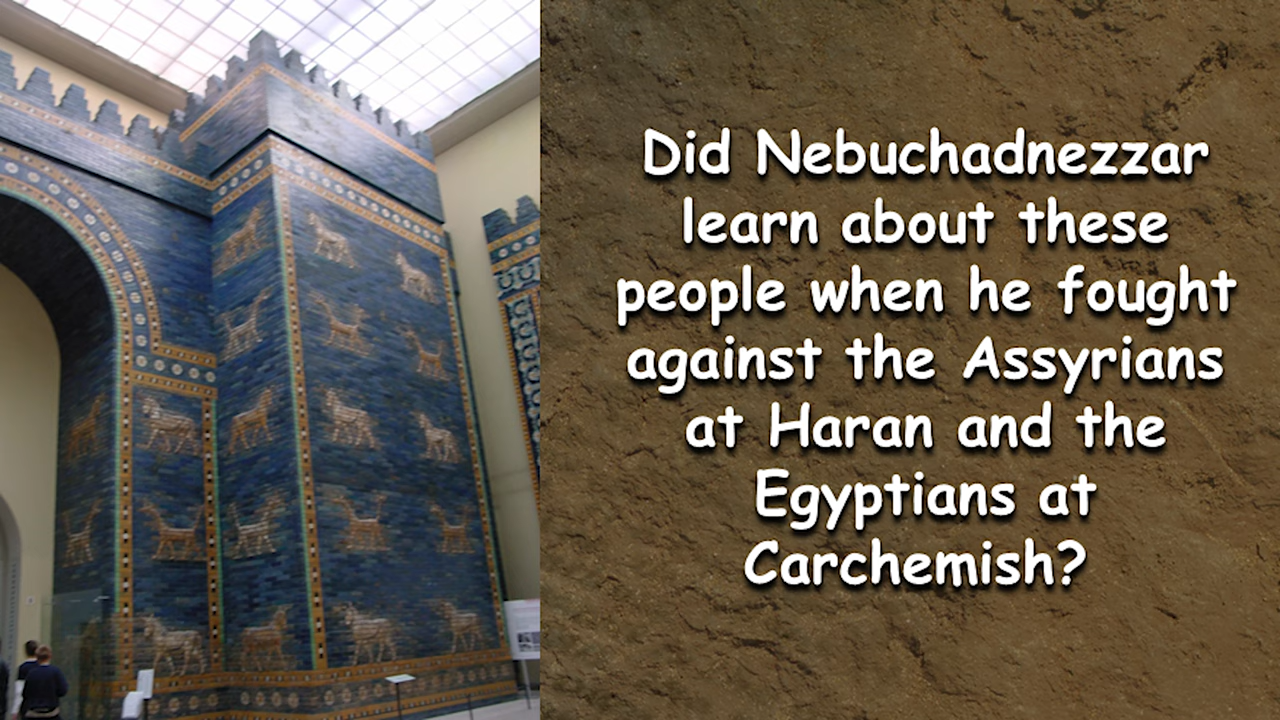 Did Nebuchadnezzar
learn about these
people when he fought
against the Assyrians
at Haran and the
Egyptians at
Carchemish?